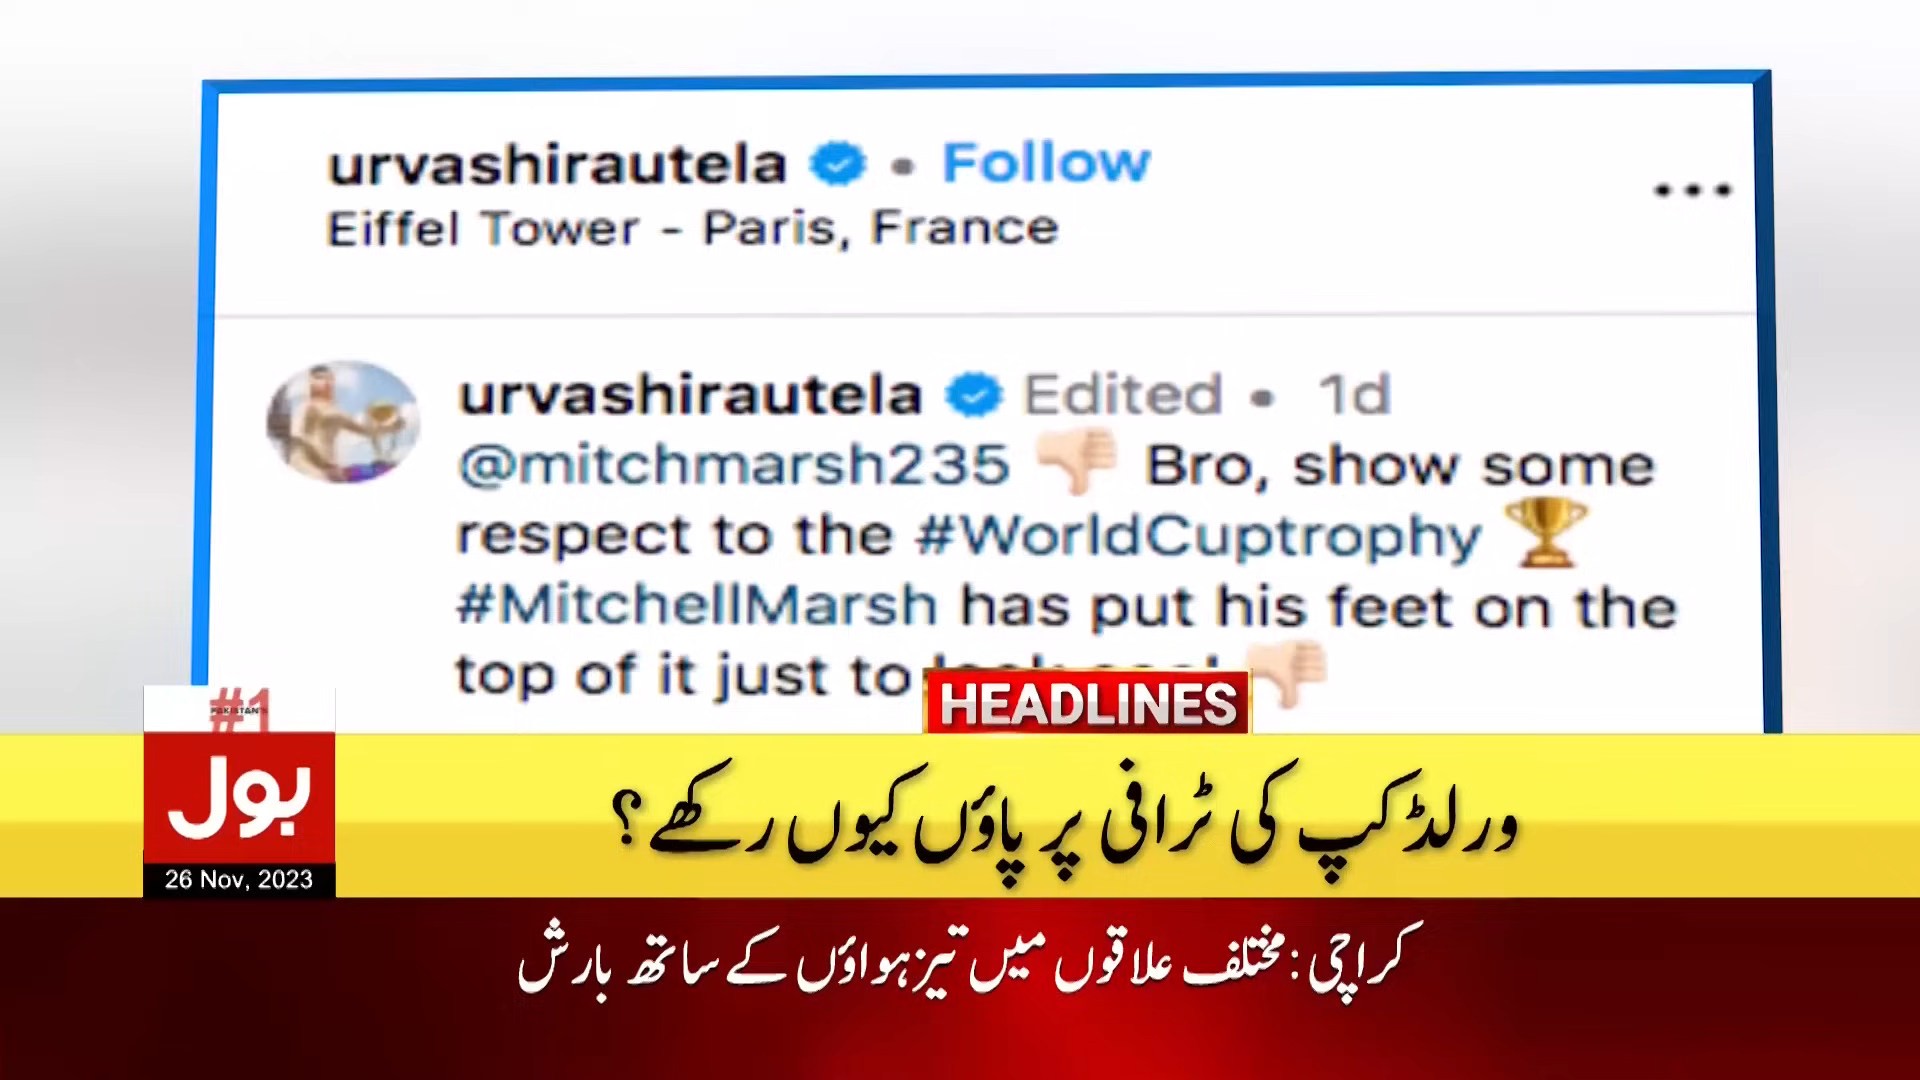 urvashirautela • Follow
Eiffel Tower - Paris, France
urvashirautela Edited • 1d
@mitchmarsh235 👎🏻 Bro, show some
respect to the #WorldCuptrophy 🏆
#MitchellMarsh has put his feet on the
top of it just to 👎🏻
HEADLINES
#1
PAKISTAN'S
بول
26 Nov, 2023
ورلڈ کپ کی ٹرافی پر پاؤں کیوں رکھے؟
کراچی: مختلف علاقوں میں تیز ہواؤں کے ساتھ بارش